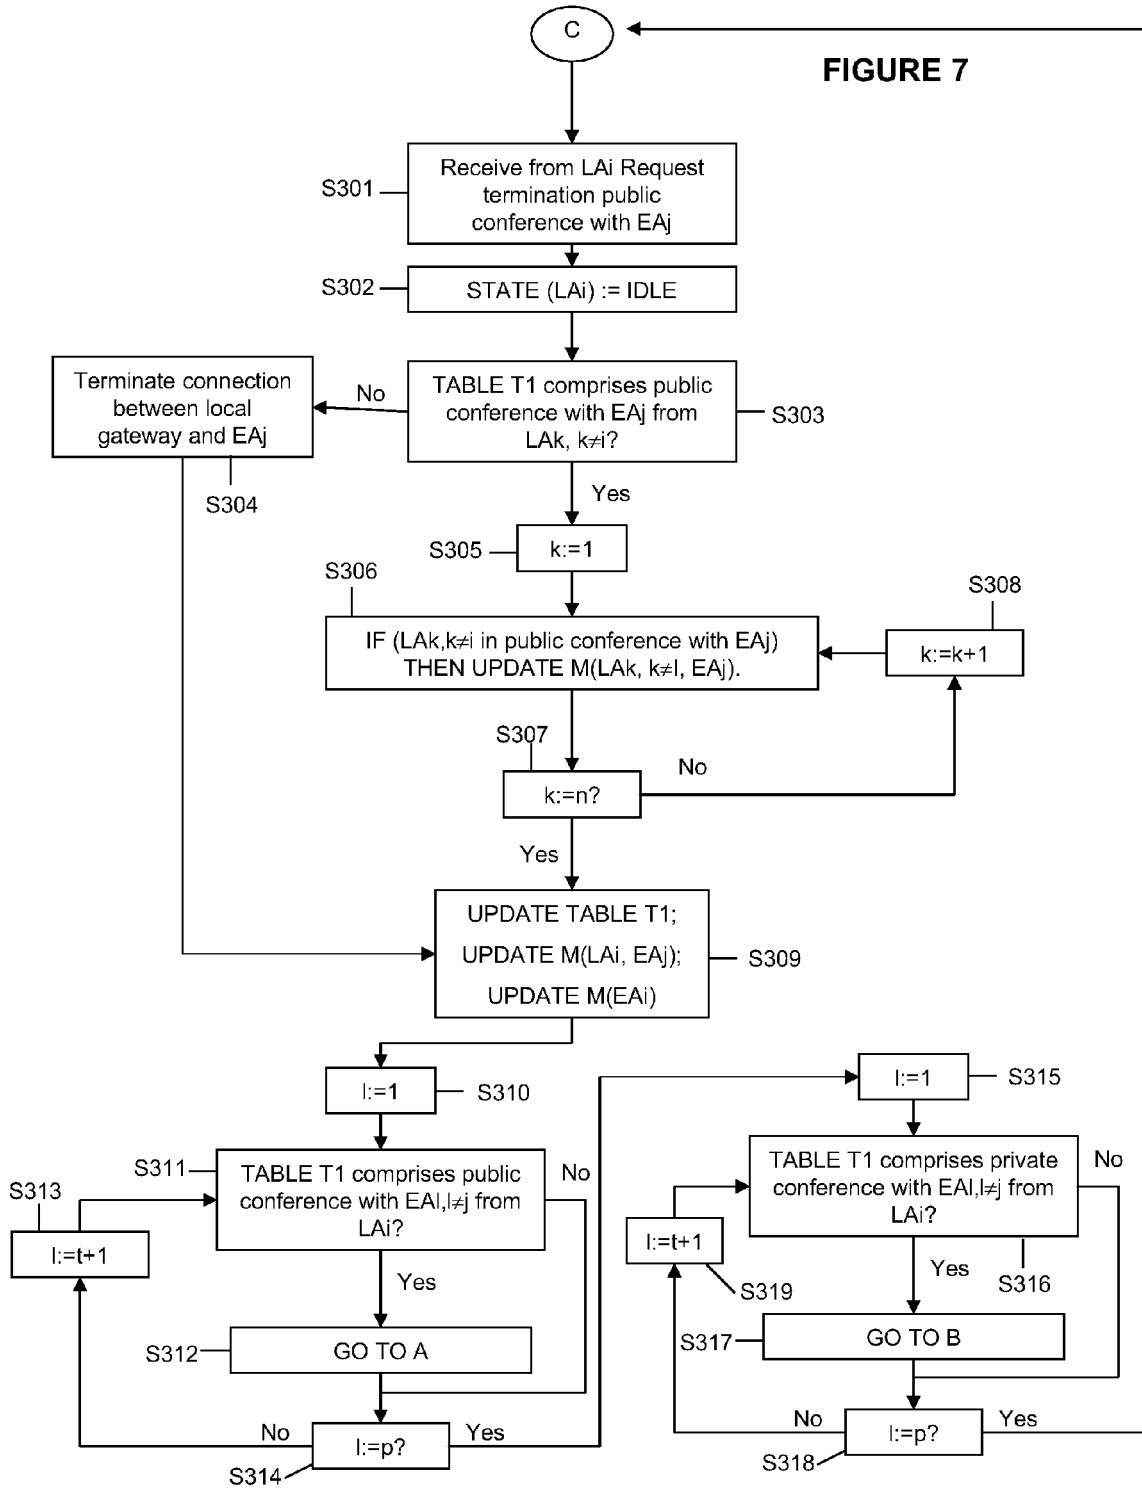 C
FIGURE 7
Receive from LAi Request
termination public
conference with EAj
S301
STATE (LAi) := IDLE
S302
Terminate connection
between local
gateway and EAj
No
TABLE T1 comprises public
conference with EAj from
LAk, k≠i?
S303
S304
Yes
S305
k:=1
S306
S308
IF (LAk,k≠i in public conference with EAj)
THEN UPDATE M(LAk, k≠I, EAj).
k:=k+1
S307
No
k:=n?
Yes
UPDATE TABLE T1;
UPDATE M(LAi, EAj);
UPDATE M(EAi)
S309
l:=1
S310
l:=1
S315
S311
TABLE T1 comprises public
conference with EAl,l≠j from
LAi?
No
S313
l:=t+1
Yes
S312
GO TO A
No
l:=p?
Yes
S314
TABLE T1 comprises private
conference with EAl,l≠j from
LAi?
No
l:=t+1
S319
Yes
S316
S317
GO TO B
No
l:=p?
Yes
S318